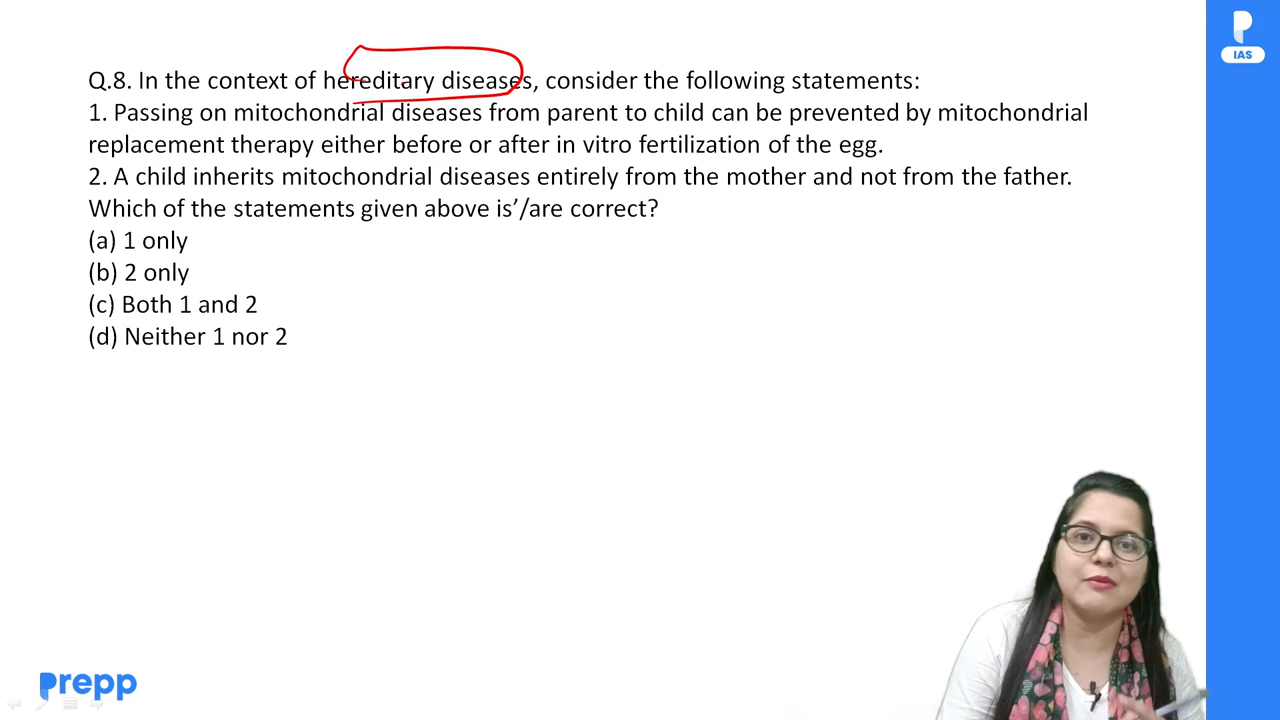 IAS
Q.8. In the context of hereditary diseases, consider the following statements:
1. Passing on mitochondrial diseases from parent to child can be prevented by mitochondrial
replacement therapy either before or after in vitro fertilization of the egg.
2. A child inherits mitochondrial diseases entirely from the mother and not from the father.
Which of the statements given above is’/are correct?
(a) 1 only
(b) 2 only
(c) Both 1 and 2
(d) Neither 1 nor 2
Prepp